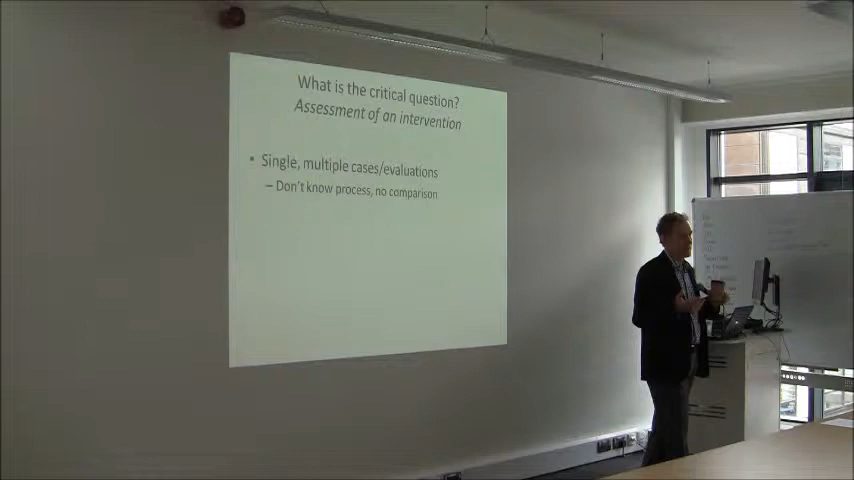 What is the critical question?
Assessment of an intervention
• Single, multiple cases/evaluations
– Don't know process, no comparison